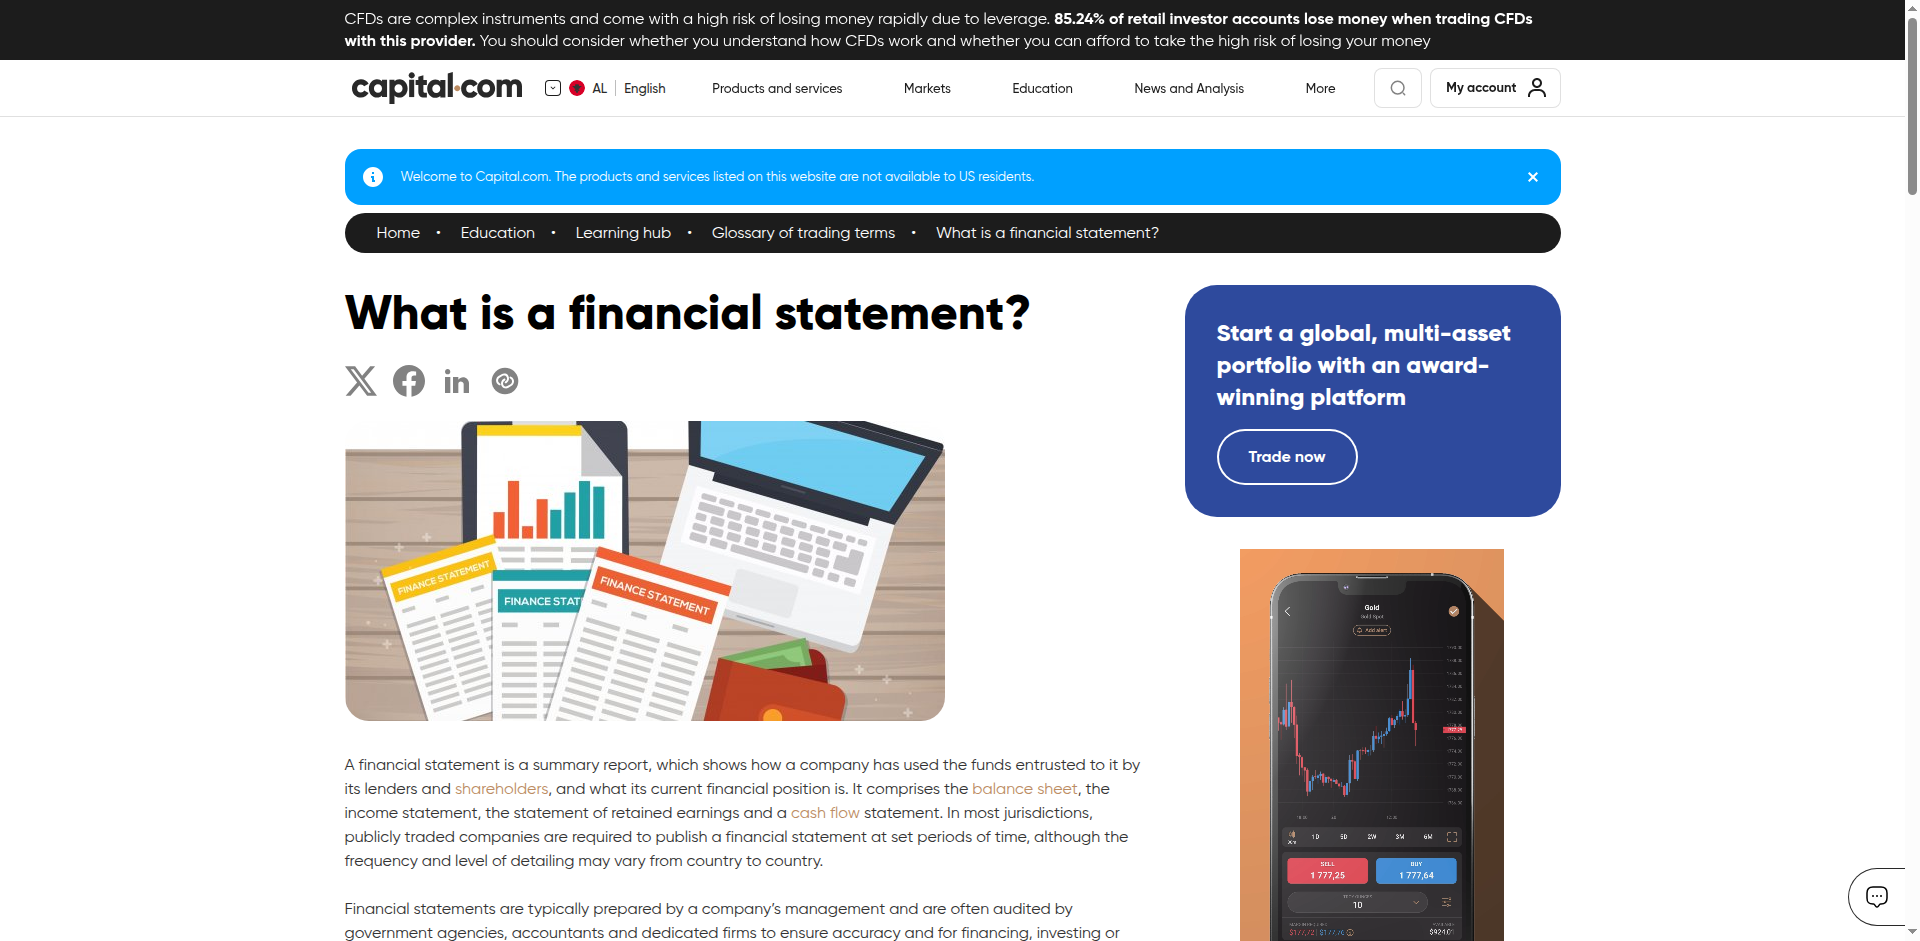 CFDs are complex instruments and come with a high risk of losing money rapidly due to leverage. 85.24% of retail investor accounts lose money when trading CFDs
with this provider. You should consider whether you understand how CFDs work and whether you can afford to take the high risk of losing your money
capital.com
AL
English
Products and services
Markets
Education
News and Analysis
More
My account
Welcome to Capital.com. The products and services listed on this website are not available to US residents.
Home • Education • Learning hub • Glossary of trading terms • What is a financial statement?
What is a financial statement?
FINANCE STATEMENT
FINANCE STATE
FINANCE STATEMENT
A financial statement is a summary report, which shows how a company has used the funds entrusted to it by
its lenders and shareholders, and what its current financial position is. It comprises the balance sheet, the
income statement, the statement of retained earnings and a cash flow statement. In most jurisdictions,
publicly traded companies are required to publish a financial statement at set periods of time, although the
frequency and level of detailing may vary from country to country.
Financial statements are typically prepared by a company’s management and are often audited by
government agencies, accountants and dedicated firms to ensure accuracy and for financing, investing or
Start a global, multi-asset
portfolio with an award-
winning platform
Trade now
Gold
Gold Spot
Add alert
1D 5D 2W 3M 6M
SELL
1 777,25
BUY
1 777,64
10
$924.01